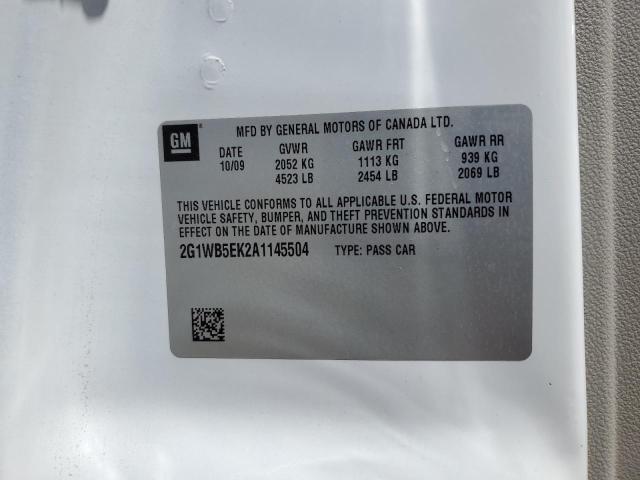 MFD BY GENERAL MOTORS OF CANADA LTD.
GM
DATE GVWR GAWR FRT GAWR RR
10/09 2052 KG 1113 KG 939 KG
4523 LB 2454 LB 2069 LB
THIS VEHICLE CONFORMS TO ALL APPLICABLE U.S. FEDERAL MOTOR
VEHICLE SAFETY, BUMPER, AND THEFT PREVENTION STANDARDS IN
EFFECT ON THE DATE OF MANUFACTURE SHOWN ABOVE.
2G1WB5EK2A1145504 TYPE: PASS CAR